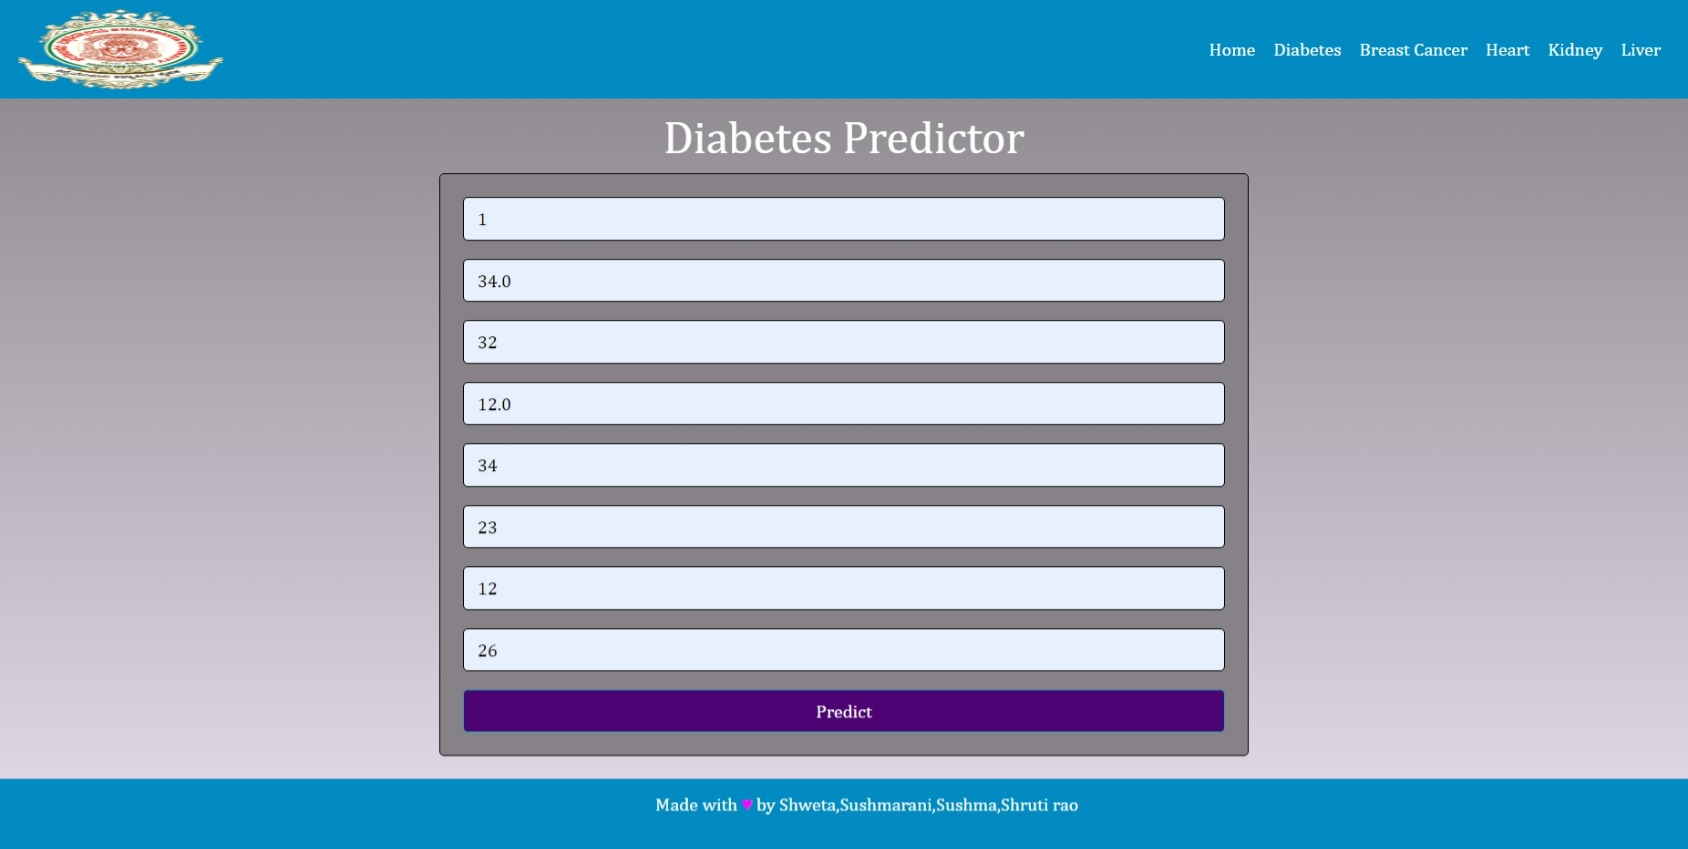 Home Diabetes Breast Cancer Heart Kidney Liver
Diabetes Predictor
1
34.0
32
12.0
34
23
12
26
Predict
Made with ♥ by Shweta,Sushmarani,Sushma,Shruti rao